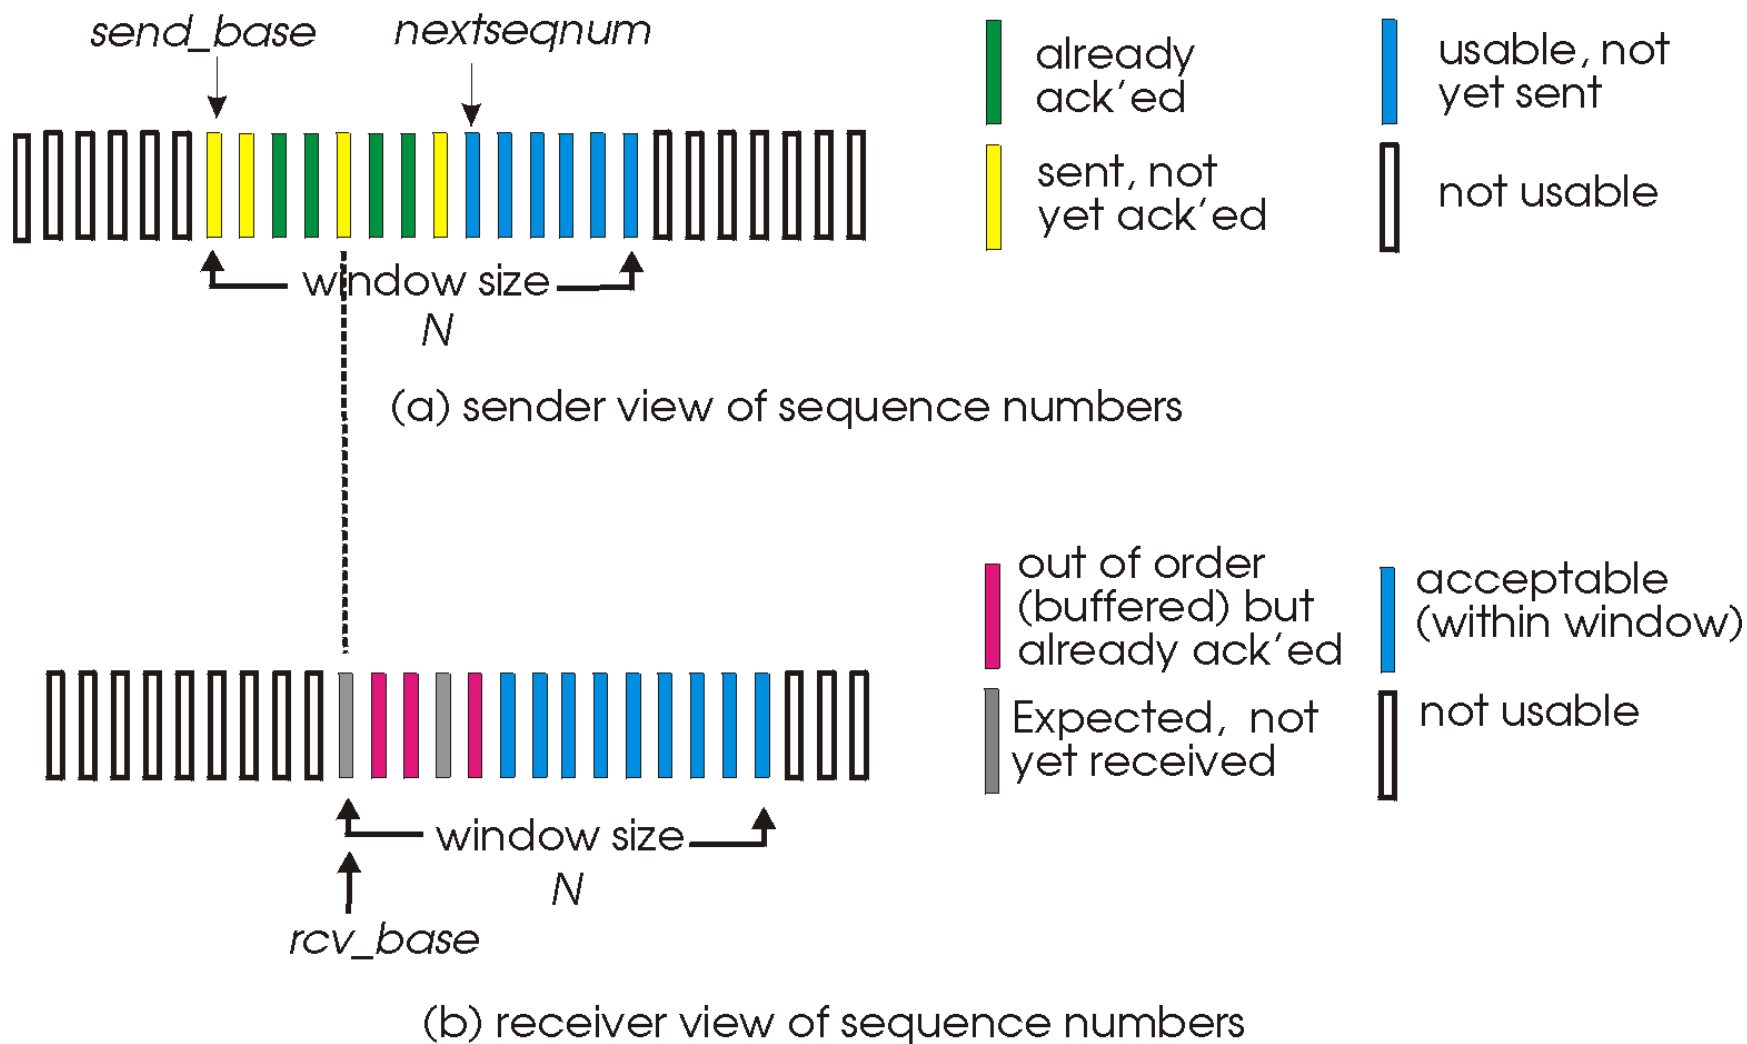 send_base
nextseqnum
already
ack'ed
usable, not
yet sent
sent, not
yet ack'ed
not usable
window size
N
(a) sender view of sequence numbers
out of order
(buffered) but
already ack'ed
acceptable
(within window)
Expected, not
yet received
not usable
window size
N
rcv_base
(b) receiver view of sequence numbers